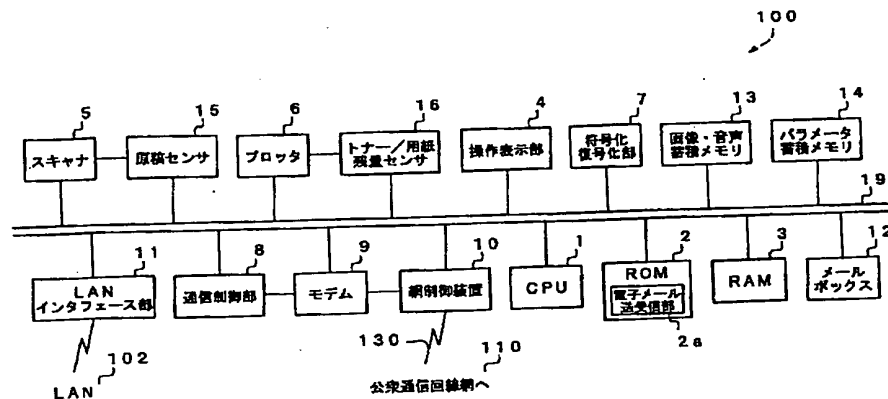 100
5
15
6
16
4
7
13
14
スキャナ
原稿センサ
プロッタ
トナー/用紙
残量センサ
操作表示部
符号化
復号化部
画像・音声
蓄積メモリ
パラメータ
蓄積メモリ
19
11
8
9
10
1
2
3
12
LAN
インタフェース部
通信制御部
モデム
網制御装置
CPU
ROM
電子メール
送受信部
RAM
メール
ボックス
2a
102
LAN
130
110
公衆通信回線網へ